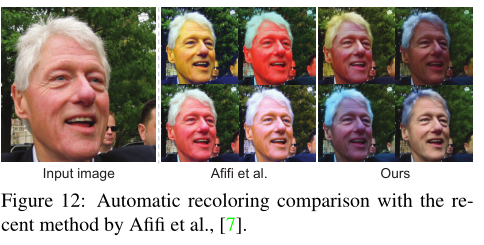 Input image
Afifi et al.
Ours
Figure 12: Automatic recoloring comparison with the re-
cent method by Afifi et al., [7].